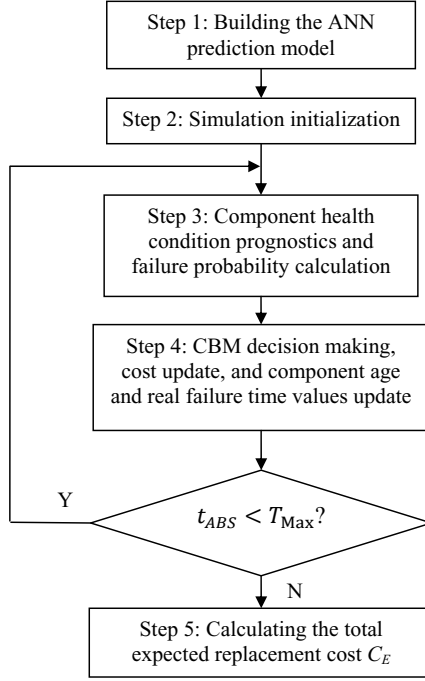 Step 1: Building the ANN
prediction model
Step 2: Simulation initialization
Step 3: Component health
condition prognostics and
failure probability calculation
Step 4: CBM decision making,
cost update, and component age
and real failure time values update
Y
t_ABS < T_Max?
N
Step 5: Calculating the total
expected replacement cost C_E